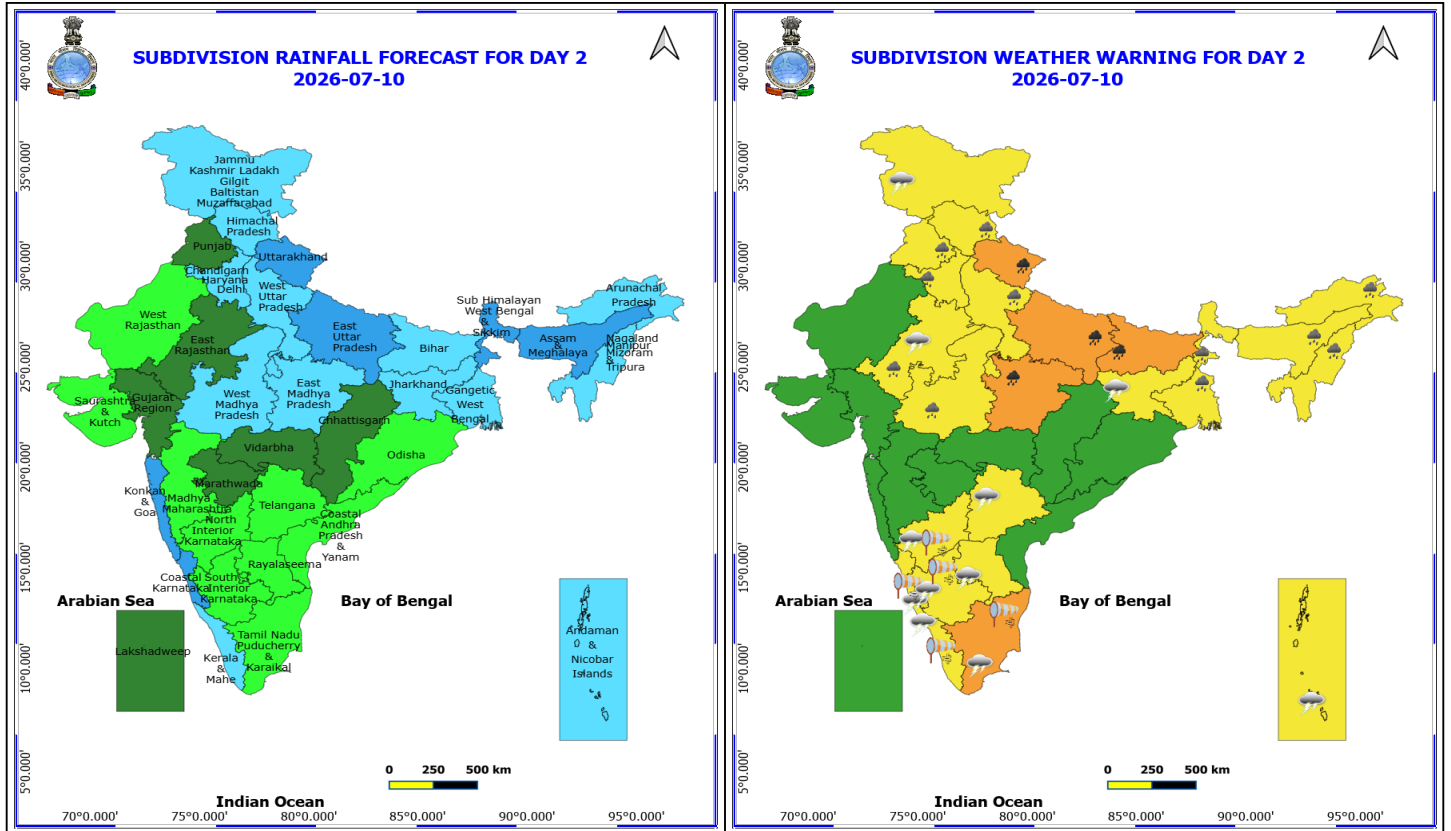 SUBDIVISION RAINFALL FORECAST FOR DAY 2
2026-07-10
40°0.000'
35°0.000'
30°0.000'
25°0.000'
20°0.000'
15°0.000'
10°0.000'
5°0.000'
Jammu
Kashmir Ladakh
Gilgit
Baltistan
Muzaffarabad
Himachal
Pradesh
Punjab
Uttarakhand
Chandigarh
Haryana
Delhi
West
Uttar
Pradesh
West
Rajasthan
East
Rajasthan
East
Uttar
Pradesh
Bihar
Sub Himalayan
West Bengal
&
Sikkim
Arunachal
Pradesh
Assam
&
Meghalaya
Nagaland
Manipur
Mizoram
&
Tripura
Saurashtra
&
Kutch
Gujarat
Region
West
Madhya
Pradesh
East
Madhya
Pradesh
Jharkhand
Gangetic
West
Bengal
Chhattisgarh
Vidarbha
Odisha
Marathwada
Konkan
&
Goa
Madhya
Maharashtra
Telangana
North
Interior
Karnataka
Coastal
Andhra
Pradesh
&
Yanam
Rayalaseema
Coastal
Karnataka
South
Interior
Karnataka
Tamil Nadu
Puducherry
&
Karaikal
Kerala
&
Mahe
Arabian Sea
Lakshadweep
Bay of Bengal
Andaman
&
Nicobar
Islands
0 250 500 km
Indian Ocean
70°0.000' 75°0.000' 80°0.000' 85°0.000' 90°0.000' 95°0.000'
SUBDIVISION WEATHER WARNING FOR DAY 2
2026-07-10
40°0.000'
35°0.000'
30°0.000'
25°0.000'
20°0.000'
15°0.000'
10°0.000'
5°0.000'
Arabian Sea
Bay of Bengal
0 250 500 km
Indian Ocean
70°0.000' 75°0.000' 80°0.000' 85°0.000' 90°0.000' 95°0.000'